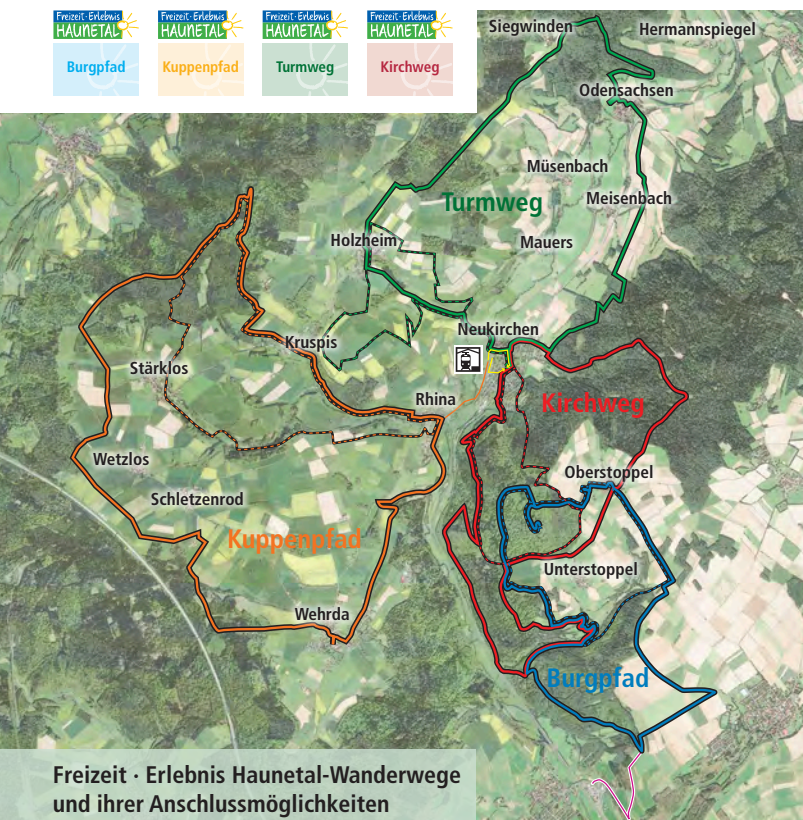 Freizeit · Erlebnis
HAUNETAL
Burgpfad
Freizeit · Erlebnis
HAUNETAL
Kuppenpfad
Freizeit · Erlebnis
HAUNETAL
Turmweg
Freizeit · Erlebnis
HAUNETAL
Kirchweg
Siegwinden
Hermannspiegel
Odensachsen
Müsenbach
Meisenbach
Turmweg
Holzheim
Mauers
Neukirchen
Kruspis
Stärklos
Rhina
Kirchweg
Wetzlos
Oberstoppel
Schletzenrod
Kuppenpfad
Unterstoppel
Wehrda
Burgpfad
Freizeit · Erlebnis Haunetal-Wanderwege
und ihrer Anschlussmöglichkeiten